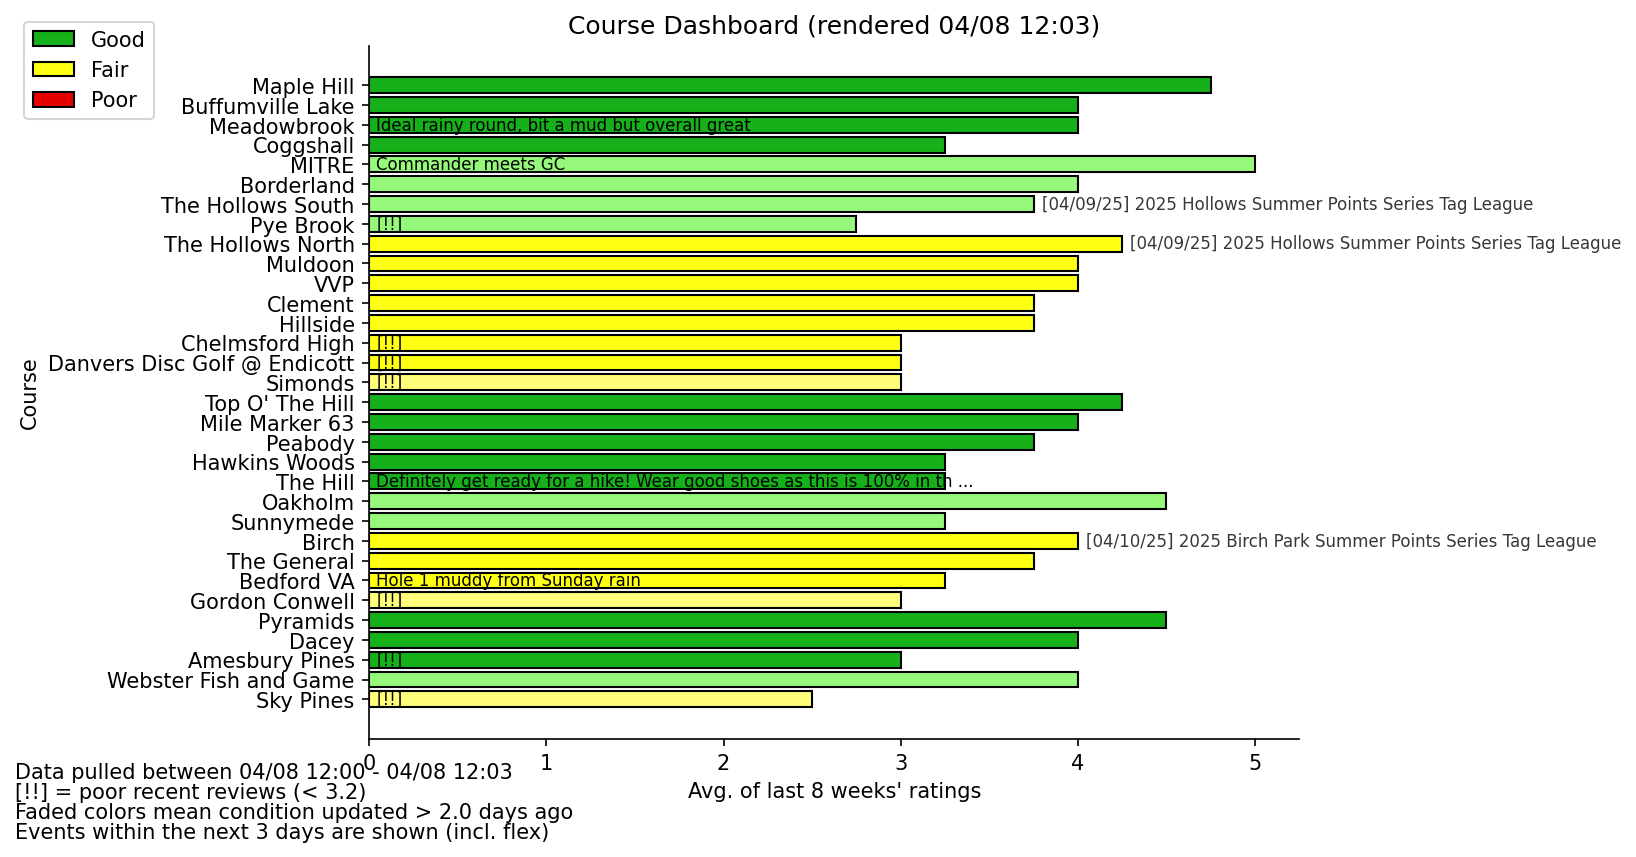 Course Dashboard (rendered 04/08 12:03)
Good
Fair
Poor
Course
Maple Hill
Buffumville Lake
Meadowbrook Ideal rainy round, bit a mud but overall great
Coggshall
MITRE Commander meets GC
Borderland
The Hollows South [04/09/25] 2025 Hollows Summer Points Series Tag League
Pye Brook [!!]
The Hollows North [04/09/25] 2025 Hollows Summer Points Series Tag League
Muldoon
VVP
Clement
Hillside
Chelmsford High [!!]
Danvers Disc Golf @ Endicott [!!]
Simonds [!!]
Top O' The Hill
Mile Marker 63
Peabody
Hawkins Woods
The Hill Definitely get ready for a hike! Wear good shoes as this is 100% in th ...
Oakholm
Sunnymede
Birch [04/10/25] 2025 Birch Park Summer Points Series Tag League
The General
Bedford VA Hole 1 muddy from Sunday rain
Gordon Conwell [!!]
Pyramids
Dacey
Amesbury Pines [!!]
Webster Fish and Game
Sky Pines [!!]
0 1 2 3 4 5
Avg. of last 8 weeks' ratings
Data pulled between 04/08 12:00 - 04/08 12:03
[!!] = poor recent reviews (< 3.2)
Faded colors mean condition updated > 2.0 days ago
Events within the next 3 days are shown (incl. flex)